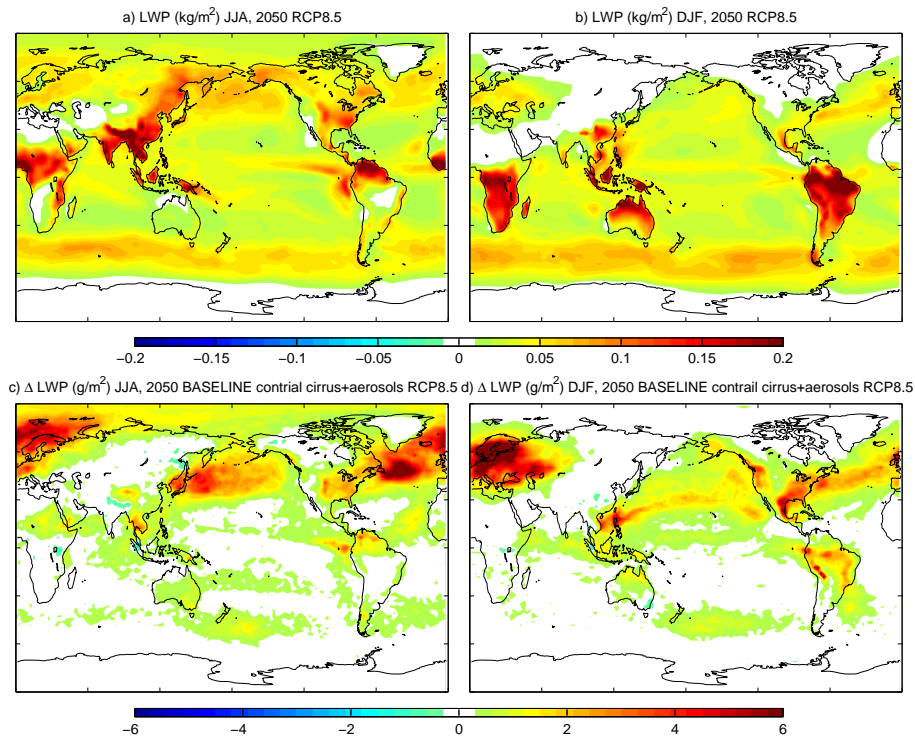 a) LWP (kg/m2) JJA, 2050 RCP8.5
b) LWP (kg/m2) DJF, 2050 RCP8.5
−0.2 −0.15 −0.1 −0.05 0 0.05 0.1 0.15 0.2
c) Δ LWP (g/m2) JJA, 2050 BASELINE contrial cirrus+aerosols RCP8.5
d) Δ LWP (g/m2) DJF, 2050 BASELINE contrail cirrus+aerosols RCP8.5
−6 −4 −2 0 2 4 6